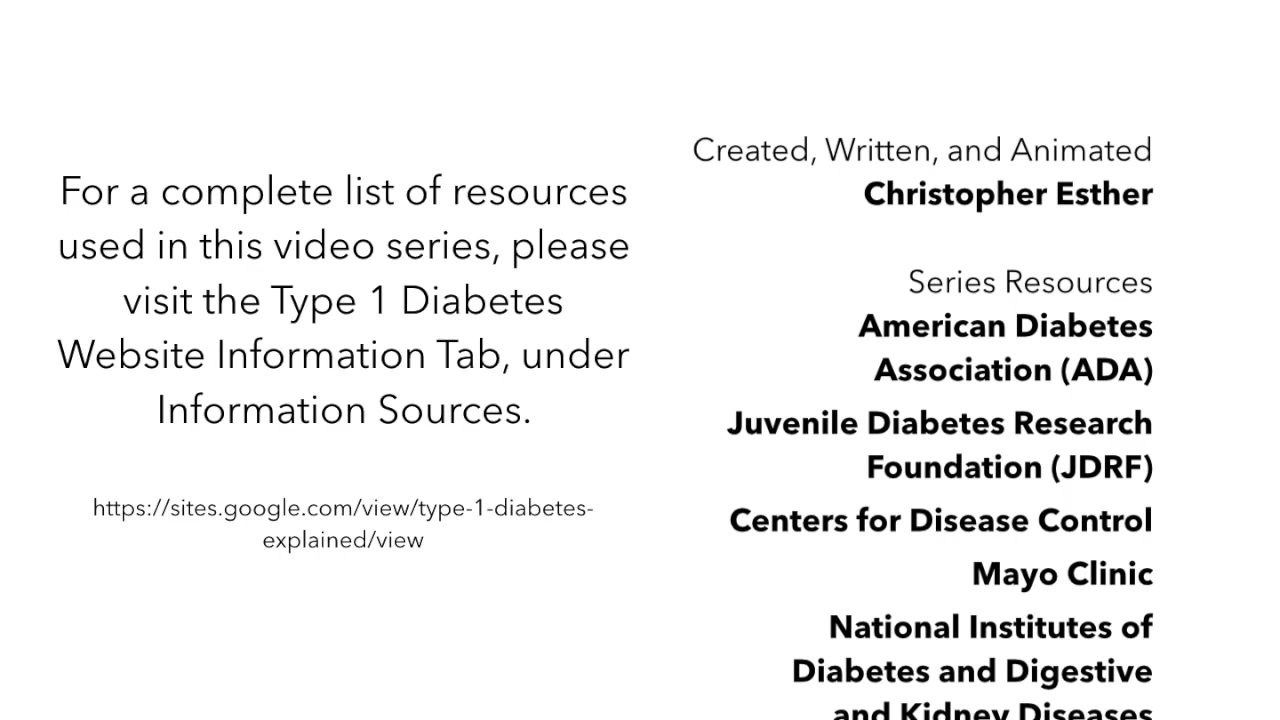 For a complete list of resources
used in this video series, please
visit the Type 1 Diabetes
Website Information Tab, under
Information Sources.
https://sites.google.com/view/type-1-diabetes-
explained/view
Created, Written, and Animated
Christopher Esther
Series Resources
American Diabetes
Association (ADA)
Juvenile Diabetes Research
Foundation (JDRF)
Centers for Disease Control
Mayo Clinic
National Institutes of
Diabetes and Digestive
and Kidney Diseases